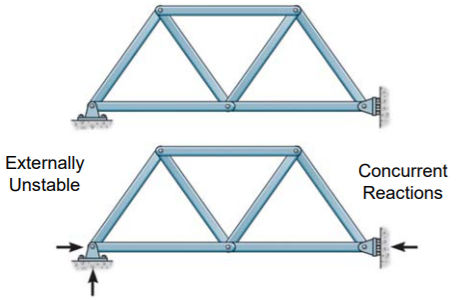 Externally
Unstable
Concurrent
Reactions